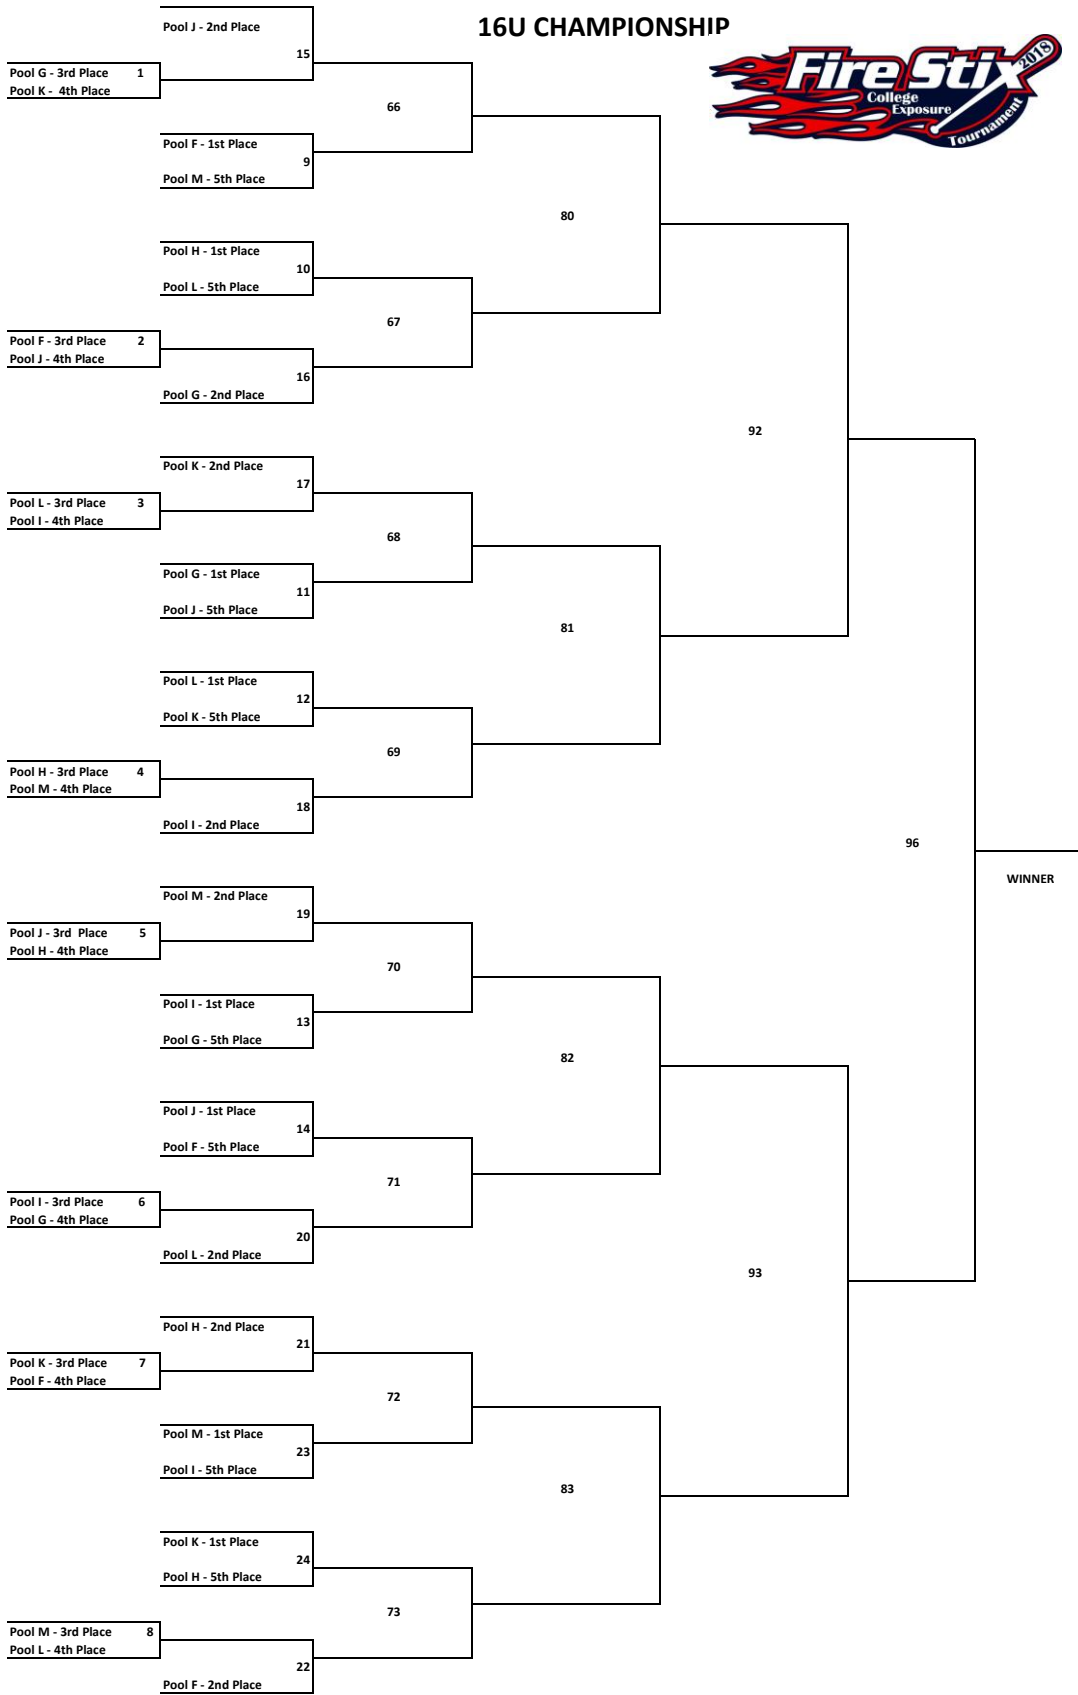 16U CHAMPIONSHIP
Fire Stix 2018
College
Exposure
Tournament
Pool J - 2nd Place
15
Pool G - 3rd Place 1
Pool K - 4th Place
66
Pool F - 1st Place
9
Pool M - 5th Place
80
Pool H - 1st Place
10
Pool L - 5th Place
67
Pool F - 3rd Place 2
Pool J - 4th Place
16
Pool G - 2nd Place
92
Pool K - 2nd Place
17
Pool L - 3rd Place 3
Pool I - 4th Place
68
Pool G - 1st Place
11
Pool J - 5th Place
81
Pool L - 1st Place
12
Pool K - 5th Place
69
Pool H - 3rd Place 4
Pool M - 4th Place
18
Pool I - 2nd Place
96
WINNER
Pool M - 2nd Place
19
Pool J - 3rd Place 5
Pool H - 4th Place
70
Pool I - 1st Place
13
Pool G - 5th Place
82
Pool J - 1st Place
14
Pool F - 5th Place
71
Pool I - 3rd Place 6
Pool G - 4th Place
20
Pool L - 2nd Place
93
Pool H - 2nd Place
21
Pool K - 3rd Place 7
Pool F - 4th Place
72
Pool M - 1st Place
23
Pool I - 5th Place
83
Pool K - 1st Place
24
Pool H - 5th Place
73
Pool M - 3rd Place 8
Pool L - 4th Place
22
Pool F - 2nd Place